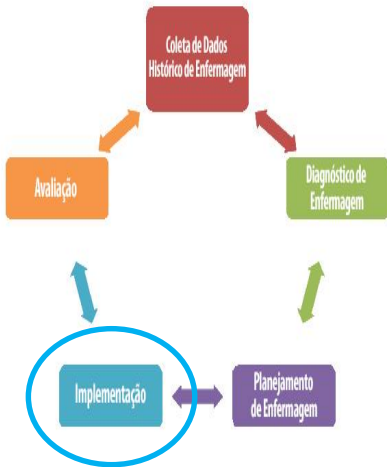 Coleta de Dados
Histórico de Enfermagem
Avaliação
Diagnóstico de
Enfermagem
Implementação
Planejamento
de Enfermagem